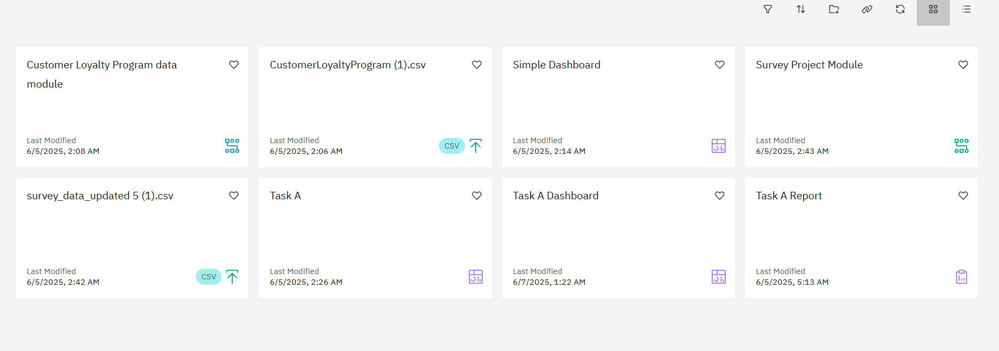 Customer Loyalty Program data
module
Last Modified
6/5/2025, 2:08 AM
CustomerLoyaltyProgram (1).csv
Last Modified
6/5/2025, 2:06 AM
CSV
Simple Dashboard
Last Modified
6/5/2025, 2:14 AM
Survey Project Module
Last Modified
6/5/2025, 2:43 AM
survey_data_updated 5 (1).csv
Last Modified
6/5/2025, 2:42 AM
CSV
Task A
Last Modified
6/5/2025, 2:26 AM
Task A Dashboard
Last Modified
6/7/2025, 1:22 AM
Task A Report
Last Modified
6/5/2025, 5:13 AM